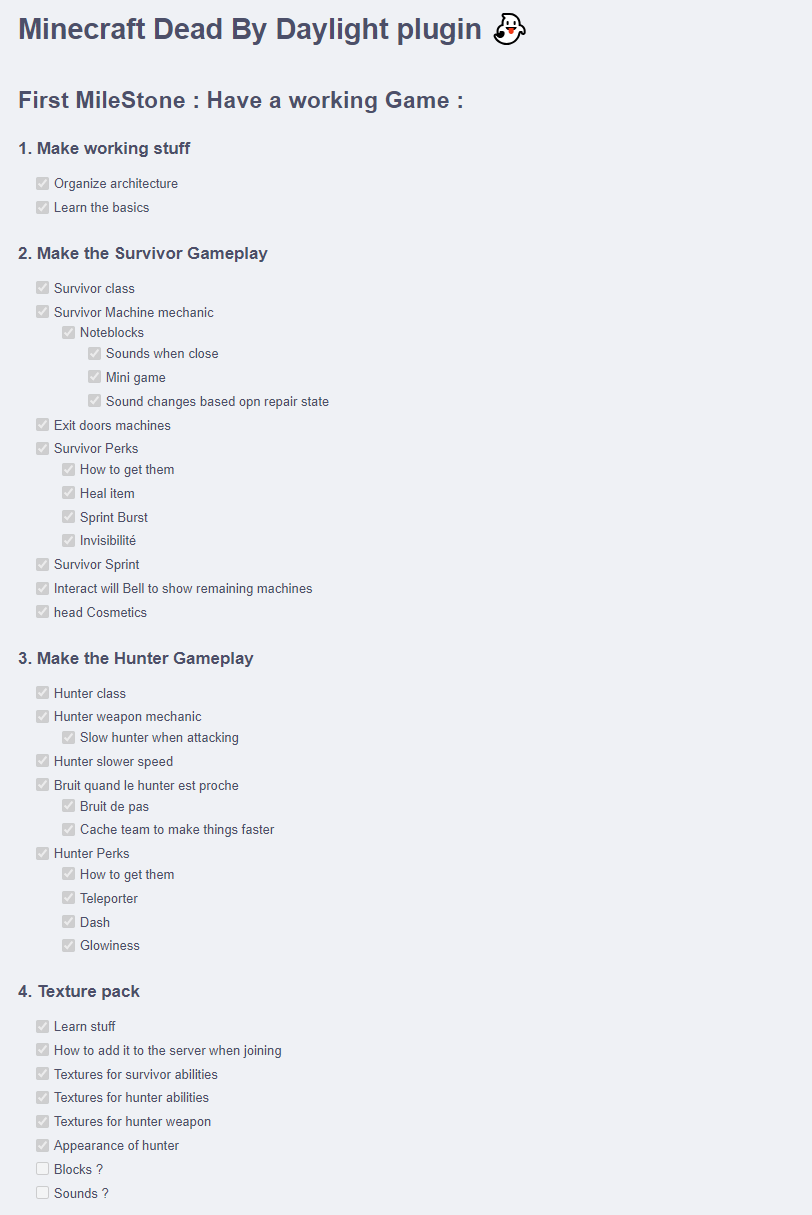 Minecraft Dead By Daylight plugin
First MileStone : Have a working Game :
1. Make working stuff
Organize architecture
Learn the basics
2. Make the Survivor Gameplay
Survivor class
Survivor Machine mechanic
Noteblocks
Sounds when close
Mini game
Sound changes based opn repair state
Exit doors machines
Survivor Perks
How to get them
Heal item
Sprint Burst
Invisibilité
Survivor Sprint
Interact will Bell to show remaining machines
head Cosmetics
3. Make the Hunter Gameplay
Hunter class
Hunter weapon mechanic
Slow hunter when attacking
Hunter slower speed
Bruit quand le hunter est proche
Bruit de pas
Cache team to make things faster
Hunter Perks
How to get them
Teleporter
Dash
Glowiness
4. Texture pack
Learn stuff
How to add it to the server when joining
Textures for survivor abilities
Textures for hunter abilities
Textures for hunter weapon
Appearance of hunter
Blocks ?
Sounds ?